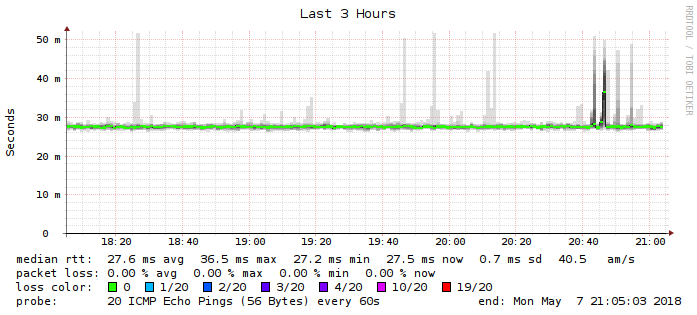 Last 3 Hours
RRDTOOL / TOBI OETIKER
Seconds
50 m
40 m
30 m
20 m
10 m
0
18:20 18:40 19:00 19:20 19:40 20:00 20:20 20:40 21:00
median rtt: 27.6 ms avg 36.5 ms max 27.2 ms min 27.5 ms now 0.7 ms sd 40.5 am/s
packet loss: 0.00 % avg 0.00 % max 0.00 % min 0.00 % now
loss color: 0 1/20 2/20 3/20 4/20 10/20 19/20
probe: 20 ICMP Echo Pings (56 Bytes) every 60s end: Mon May 7 21:05:03 2018